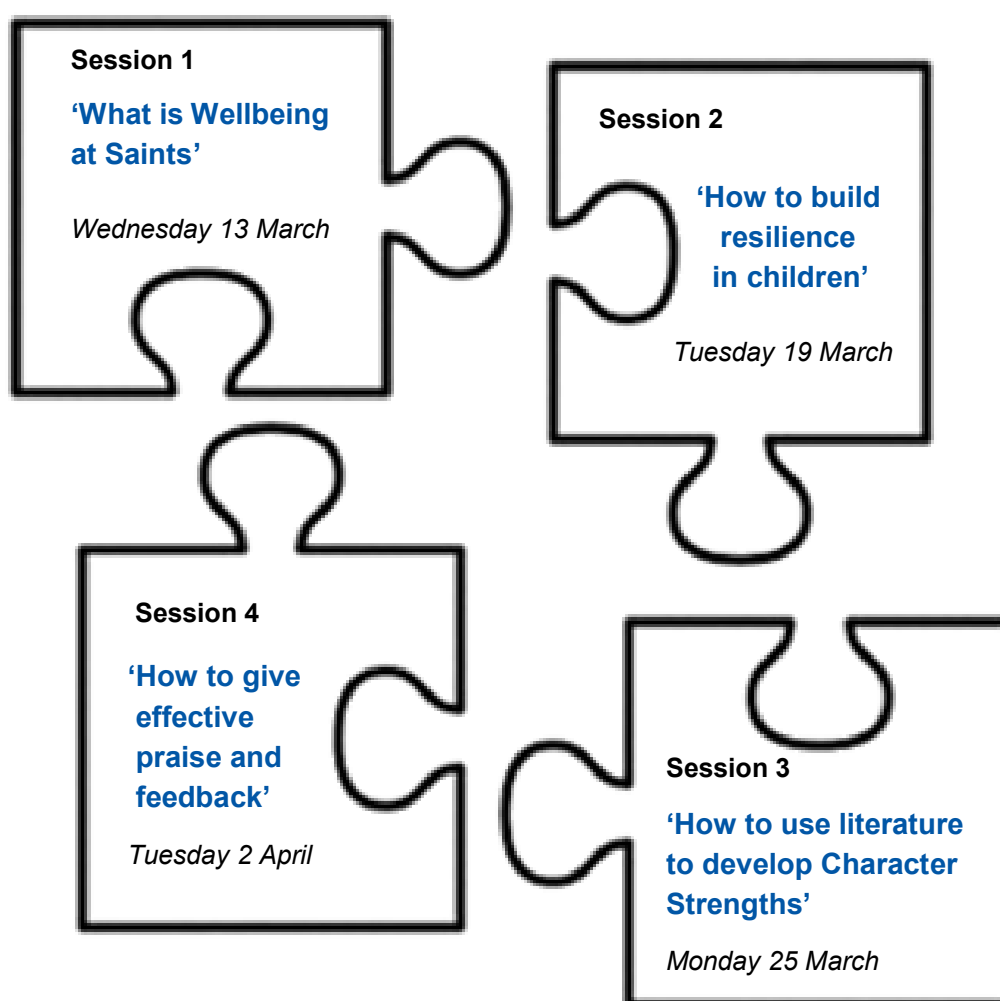 Session 1
‘What is Wellbeing
at Saints’
Wednesday 13 March
Session 2
‘How to build
resilience
in children’
Tuesday 19 March
Session 3
‘How to use literature
to develop Character
Strengths’
Monday 25 March
Session 4
‘How to give
effective
praise and
feedback’
Tuesday 2 April